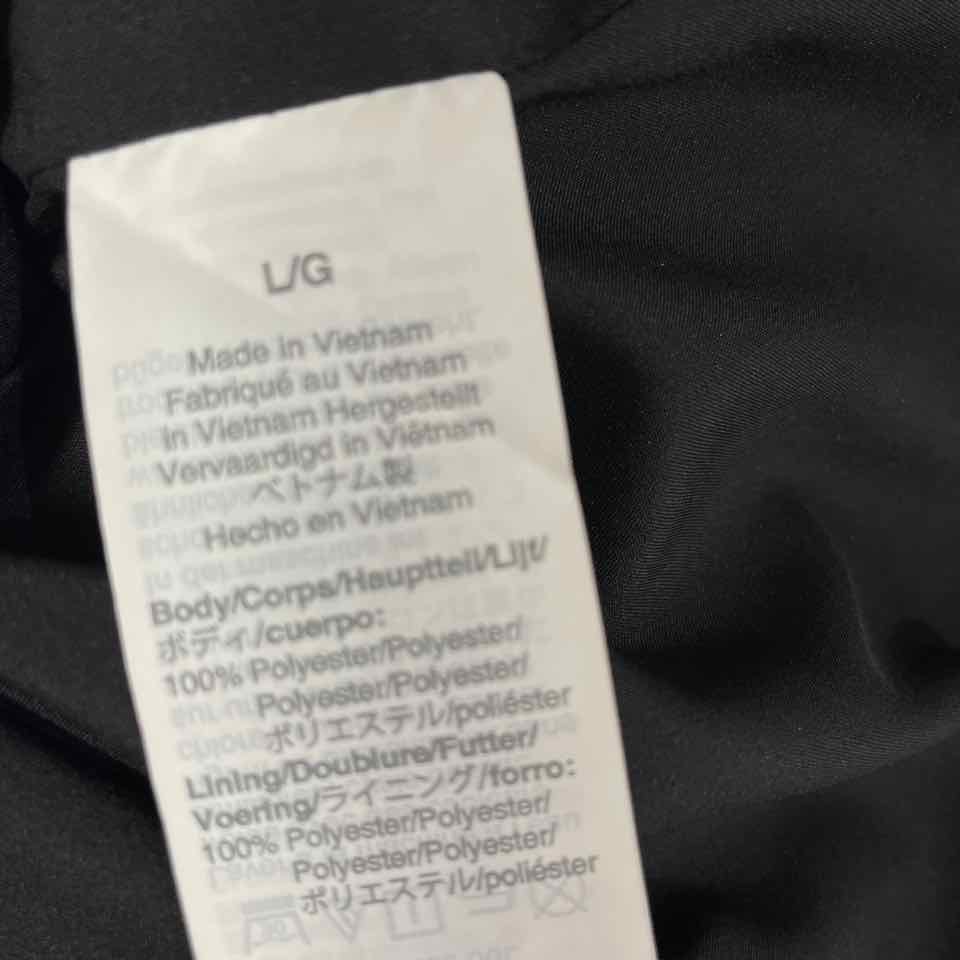 L/G
Made in Vietnam
Fabriqué au Vietnam
In Vietnam Hergestellt
Vervaardigd in Viëtnam
ベトナム製
Hecho en Vietnam
Body/Corps/Hauptteil/Lijf/
ボディ/cuerpo:
100% Polyester/Polyester/
Polyester/Polyester/
ポリエステル/poliéster
Lining/Doublure/Futter/
Voering/ライニング/forro:
100% Polyester/Polyester/
Polyester/Polyester/
ポリエステル/poliéster